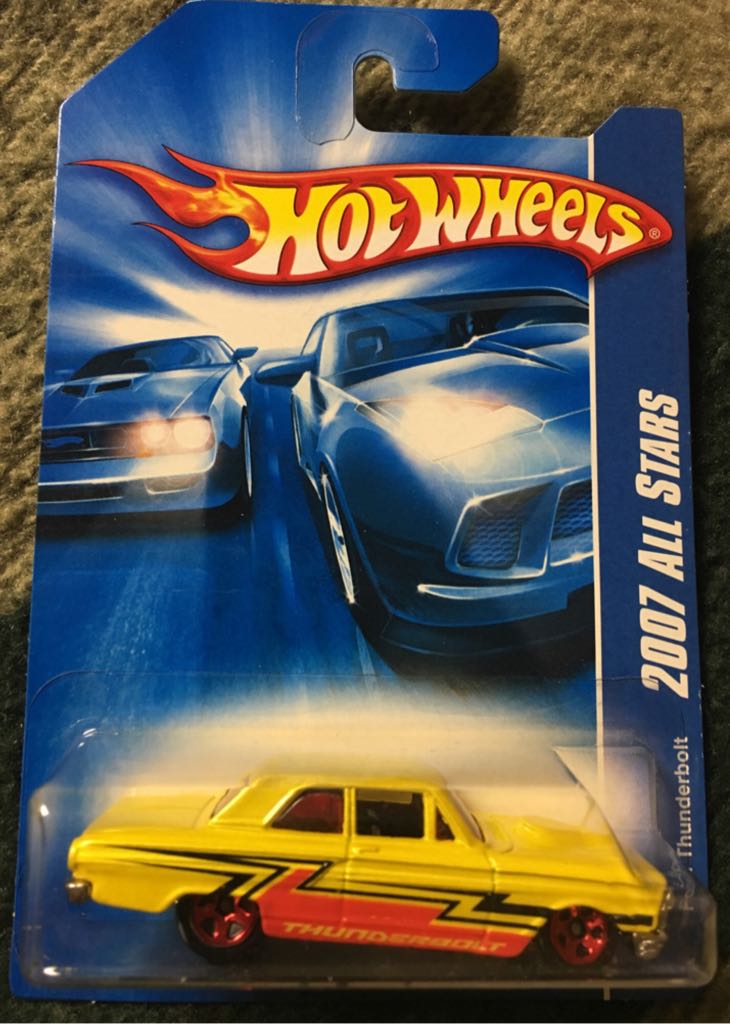 HOT WHEELS®
2007 ALL STARS
Thunderbolt
THUNDERBOLT